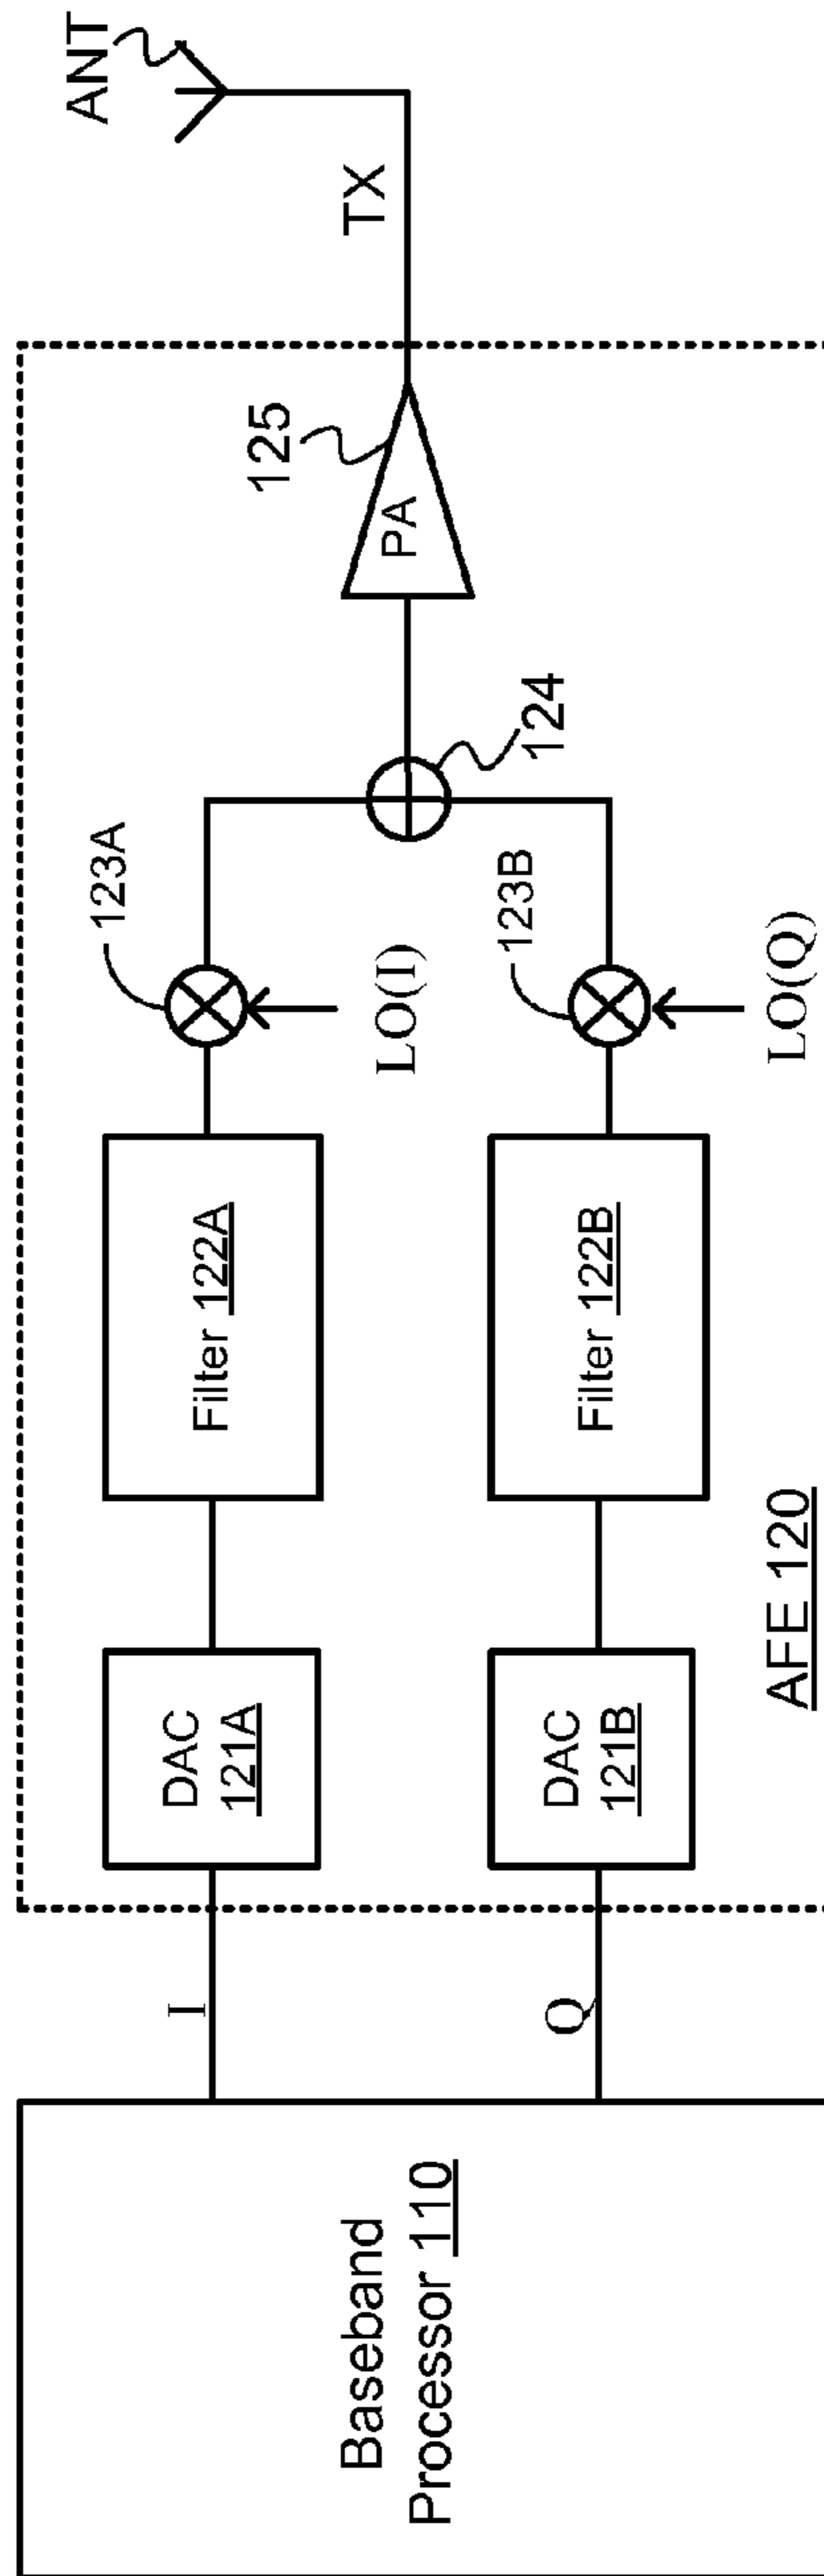 Baseband
Processor 110
I
Q
DAC
121A
DAC
121B
Filter 122A
Filter 122B
AFE 120
123A
LO(I)
123B
LO(Q)
124
PA
125
TX
ANT